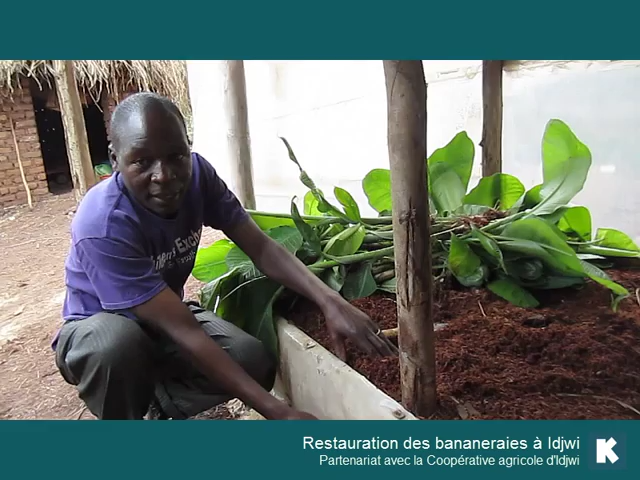 Restauration des bananeraies à Idjwi
Partenariat avec la Coopérative agricole d'Idjwi
K